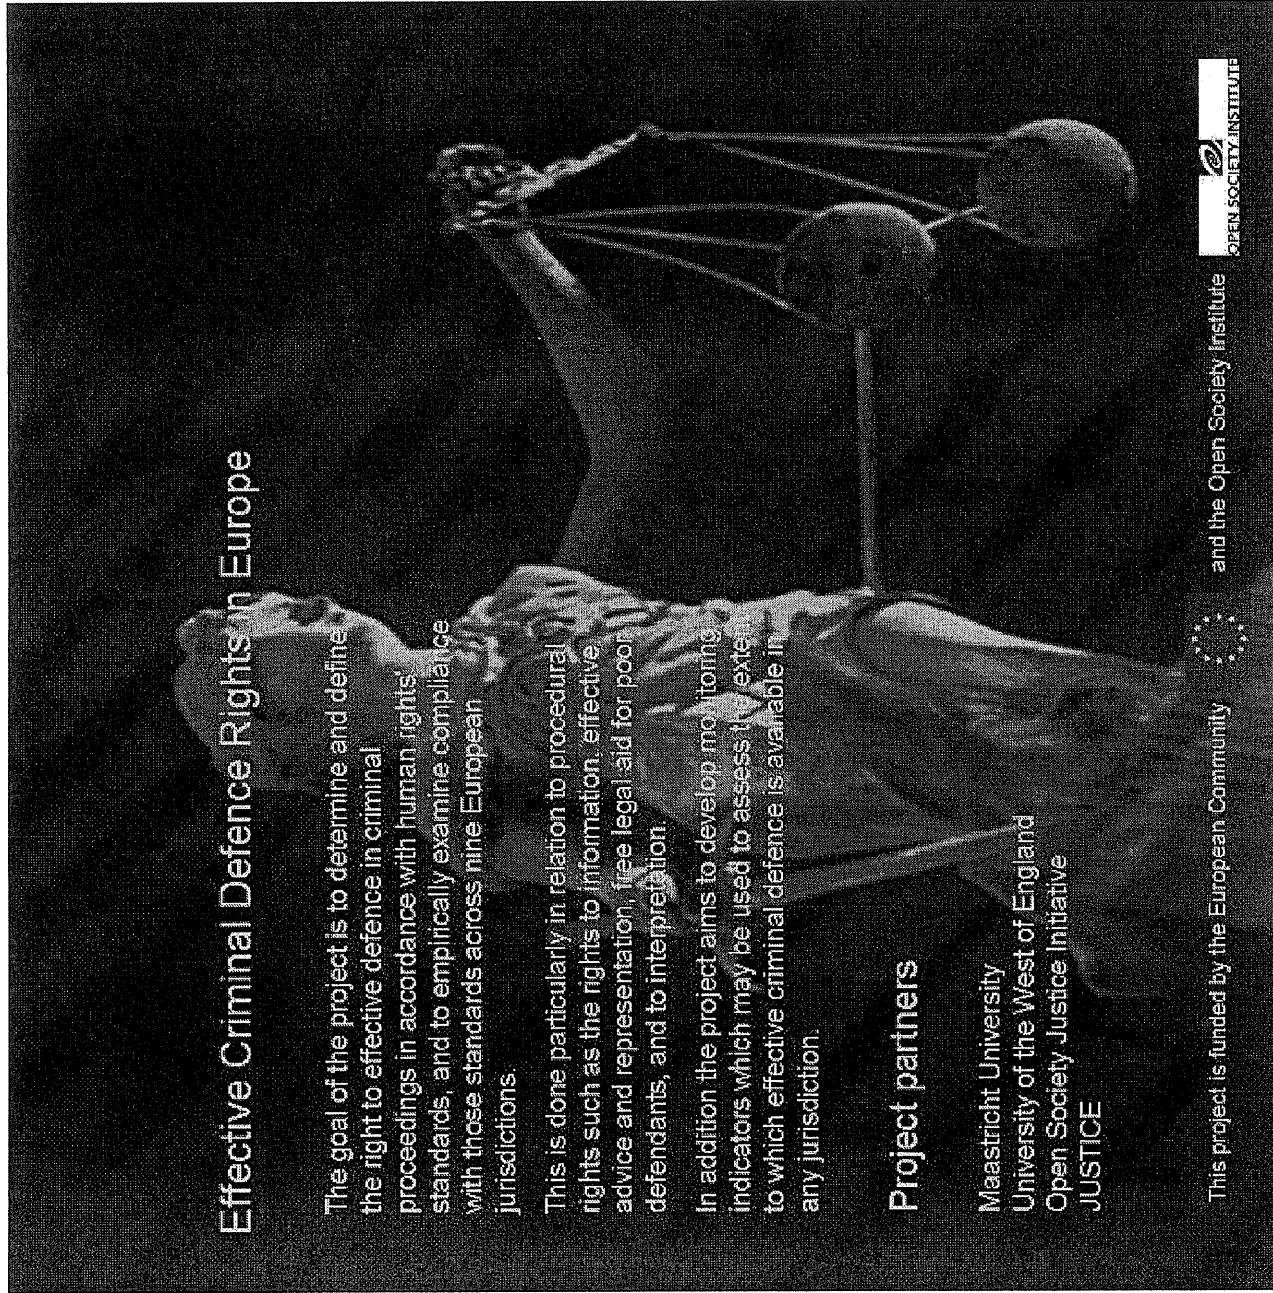 Effective Criminal Defence Rights in Europe
The goal of the project is to determine and define
the right to effective defence in criminal
proceedings in accordance with human rights'
standards, and to empirically examine compliance
with those standards across nine European
jurisdictions.
This is done particularly in relation to procedural
rights such as the rights to information, effective
advice and representation, free legal aid for poor
defendants, and to interpretation.
In addition the project aims to develop monitoring
indicators which may be used to assess the extent
to which effective criminal defence is available in
any jurisdiction.
Project partners
Maastricht University
University of the West of England
Open Society Justice Initiative
JUSTICE
This project is funded by the European Community and the Open Society Institute
OPEN SOCIETY INSTITUTE